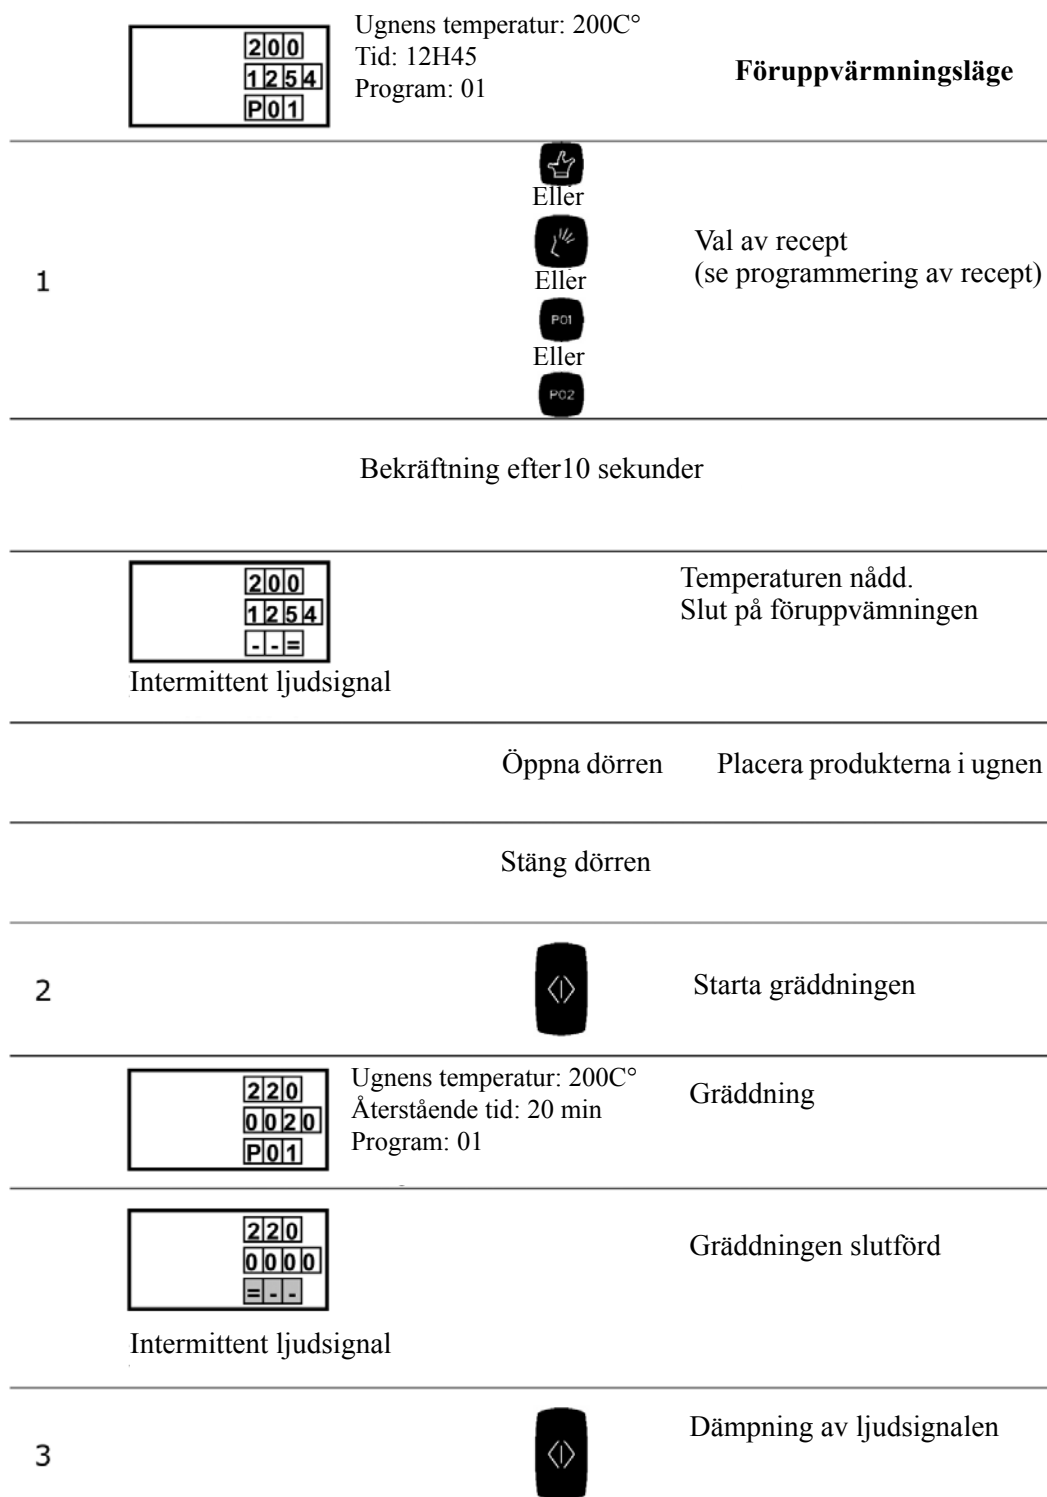 200
1254
P01
Ugnens temperatur: 200C°
Tid: 12H45
Program: 01
Föruppvärmningsläge
1
Eller
Eller
P01
Eller
P02
Val av recept
(se programmering av recept)
Bekräftning efter10 sekunder
200
1254
--=
Intermittent ljudsignal
Temperaturen nådd.
Slut på föruppvämningen
Öppna dörren
Placera produkterna i ugnen
Stäng dörren
2
Starta gräddningen
220
0020
P01
Ugnens temperatur: 200C°
Återstående tid: 20 min
Program: 01
Gräddning
220
0000
=--
Intermittent ljudsignal
Gräddningen slutförd
3
Dämpning av ljudsignalen